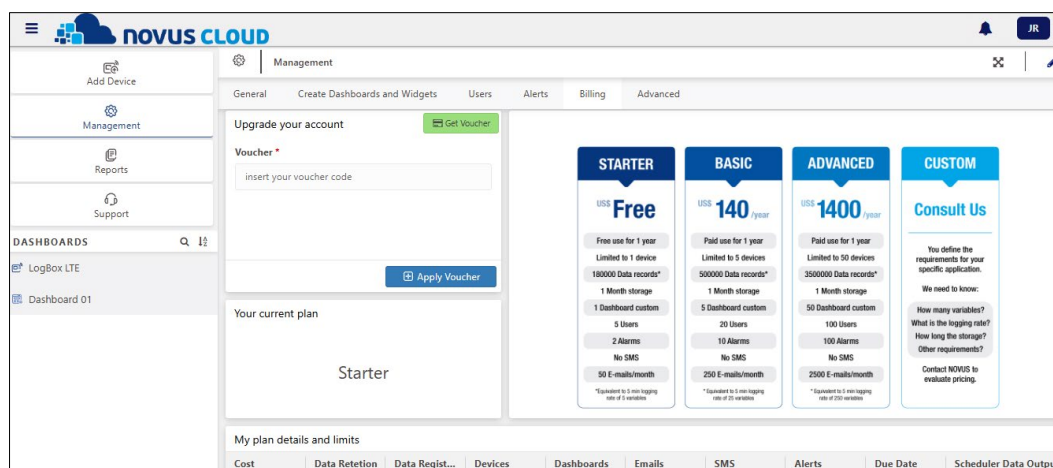 NOVUS CLOUD
JR
Add Device
Management
Reports
Support
DASHBOARDS
LogBox LTE
Dashboard 01
Management
General Create Dashboards and Widgets Users Alerts Billing Advanced
Upgrade your account
Get Voucher
Voucher *
insert your voucher code
Apply Voucher
Your current plan
Starter
STARTER
US$ Free
Free use for 1 year
Limited to 1 device
180000 Data records*
1 Month storage
1 Dashboard custom
5 Users
2 Alarms
No SMS
50 E-mails/month
*Equivalent to 5 min logging
rate of 5 variables
BASIC
US$ 140 /year
Paid use for 1 year
Limited to 5 devices
500000 Data records*
1 Month storage
5 Dashboard custom
20 Users
10 Alarms
No SMS
250 E-mails/month
* Equivalent to 5 min logging
rate of 25 variables
ADVANCED
US$ 1400 /year
Paid use for 1 year
Limited to 50 devices
3500000 Data records*
1 Month storage
50 Dashboard custom
100 Users
100 Alarms
No SMS
2500 E-mails/month
* Equivalent to 5 min logging
rate of 250 variables
CUSTOM
Consult Us
You define the
requirements for your
specific application.
We need to know:
How many variables?
What is the logging rate?
How long the storage?
Other requirements?
Contact NOVUS to
evaluate pricing.
My plan details and limits
Cost Data Retetion Data Regist... Devices Dashboards Emails SMS Alerts Due Date Scheduler Data Outpu